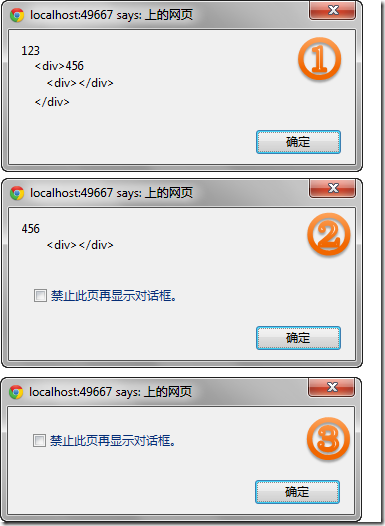 localhost:49667 says: 上的网页
123
<div>456
<div></div>
</div>
1
确定
localhost:49667 says: 上的网页
456
<div></div>
2
禁止此页再显示对话框。
确定
localhost:49667 says: 上的网页
3
禁止此页再显示对话框。
确定